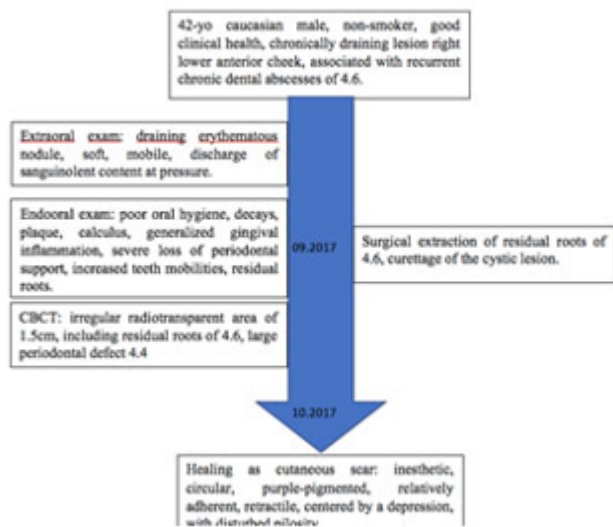 42-yo caucasian male, non-smoker, good
clinical health, chronically draining lesion right
lower anterior cheek, associated with recurrent
chronic dental abscesses of 4.6.
Extraoral exam: draining erythematous
nodule, soft, mobile, discharge of
sanguinolent content at pressure.
Endooral exam: poor oral hygiene, decays,
plaque, calculus, generalized gingival
inflammation, severe loss of periodontal
support, increased teeth mobilities, residual
roots.
09.2017
Surgical extraction of residual roots of
4.6, curettage of the cystic lesion.
CBCT: irregular radiotransparent area of
1.5cm, including residual roots of 4.6, large
periodontal defect 4.4
10.2017
Healing as cutaneous scar: inesthetic,
circular, purple-pigmented, relatively
adherent, retractile, centered by a depression,
with disturbed pilosity